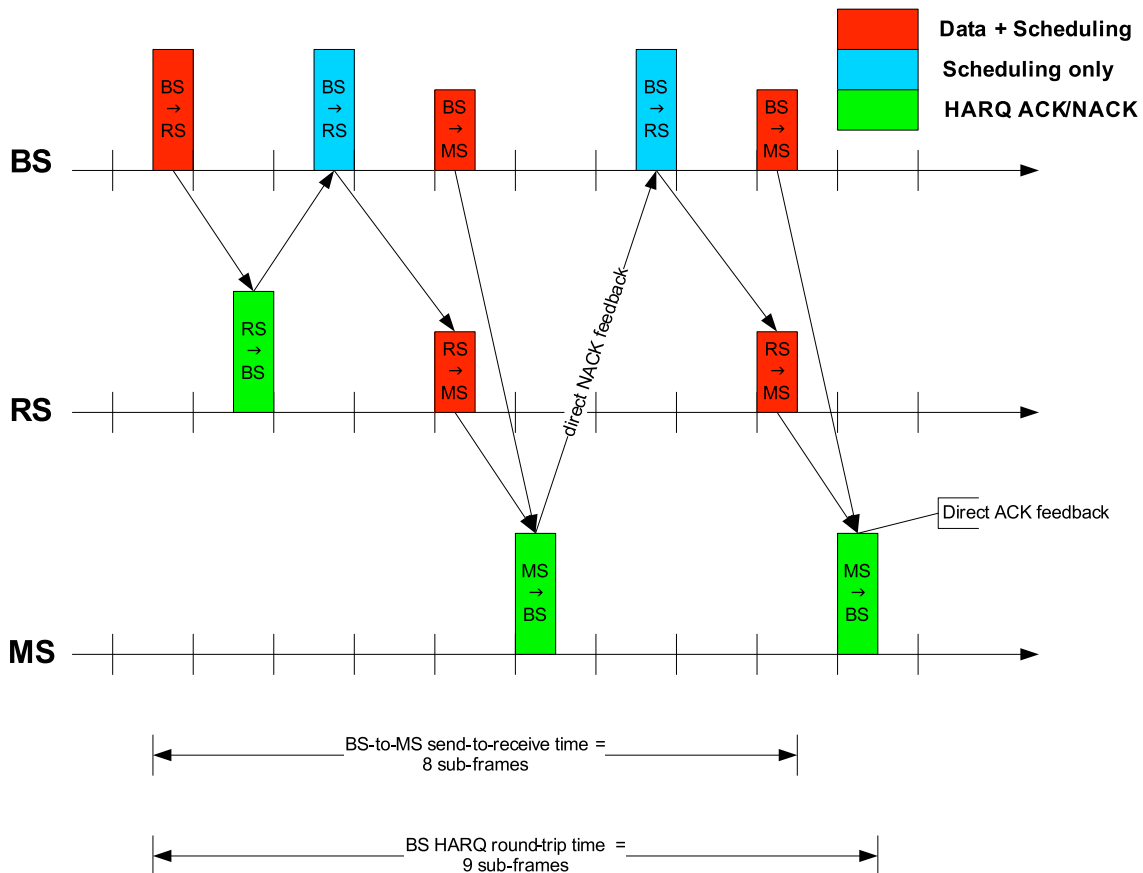 Data + Scheduling
Scheduling only
HARQ ACK/NACK
BS
→
RS
BS
→
RS
BS
→
MS
BS
→
RS
BS
→
MS
BS
RS
→
BS
RS
→
MS
direct NACK feedback
RS
→
MS
RS
Direct ACK feedback
MS
→
BS
MS
→
BS
MS
BS-to-MS send-to-receive time =
8 sub-frames
BS HARQ round-trip time =
9 sub-frames